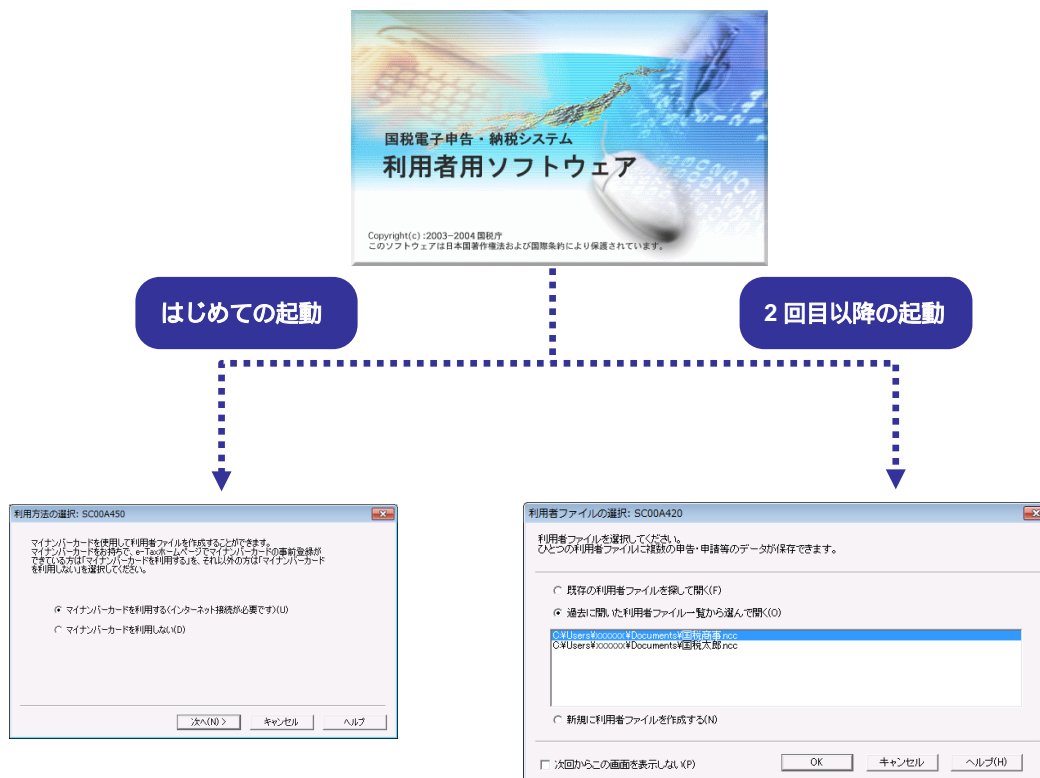 国税電子申告・納税システム
利用者用ソフトウェア
Copyright(c) :2003−2004 国税庁
このソフトウェアは日本国著作権法および国際条約により保護されています。
はじめての起動
2 回目以降の起動
利用方法の選択: SC00A450
マイナンバーカードを使用して利用者ファイルを作成することができます。
マイナンバーカードをお持ちで、e-Taxホームページでマイナンバーカードの事前登録が
できている方は「マイナンバーカードを利用する」を、それ以外の方は「マイナンバーカード
を利用しない」を選択してください。
マイナンバーカードを利用する(インターネット接続が必要です)(U)
マイナンバーカードを利用しない(D)
次へ(N) >
キャンセル
ヘルプ
利用者ファイルの選択: SC00A420
利用者ファイルを選択してください。
ひとつの利用者ファイルに複数の申告・申請等のデータが保存できます。
既存の利用者ファイルを探して開く(F)
過去に開いた利用者ファイル一覧から選んで開く(O)
C:¥Users¥xxxxxx¥Documents¥国税商事.ncc
C:¥Users¥xxxxxx¥Documents¥国税太郎.ncc
新規に利用者ファイルを作成する(N)
次回からこの画面を表示しない(P)
OK
キャンセル
ヘルプ(H)